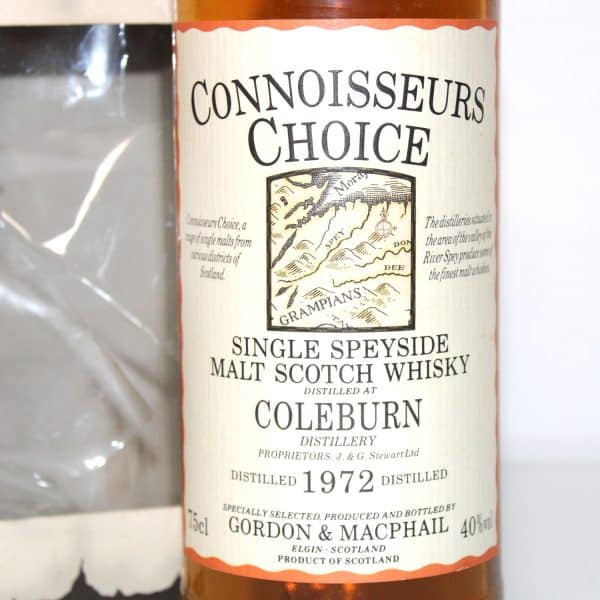 CONNOISSEURS
CHOICE
Moray
SPEY
DON
DEE
GRAMPIANS
Connoisseurs Choice, a
range of single malts from
various districts of
Scotland.
The distilleries situated in
the area of the valley of the
River Spey produce some of
the finest malt whiskies.
SINGLE SPEYSIDE
MALT SCOTCH WHISKY
DISTILLED AT
COLEBURN
DISTILLERY
PROPRIETORS: J. & G. Stewart Ltd
DISTILLED 1972 DISTILLED
SPECIALLY SELECTED, PRODUCED AND BOTTLED BY
75cl GORDON & MACPHAIL 40%vol
ELGIN · SCOTLAND
PRODUCT OF SCOTLAND